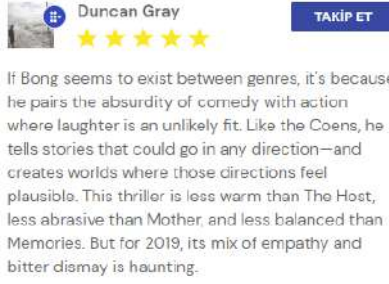 Duncan Gray
TAKİP ET
If Bong seems to exist between genres, it's because
he pairs the absurdity of comedy with action
where laughter is an unlikely fit. Like the Coens, he
tells stories that could go in any direction—and
creates worlds where those directions feel
plausible. This thriller is less warm than The Host,
less abrasive than Mother, and less balanced than
Memories. But for 2019, its mix of empathy and
bitter dismay is haunting.